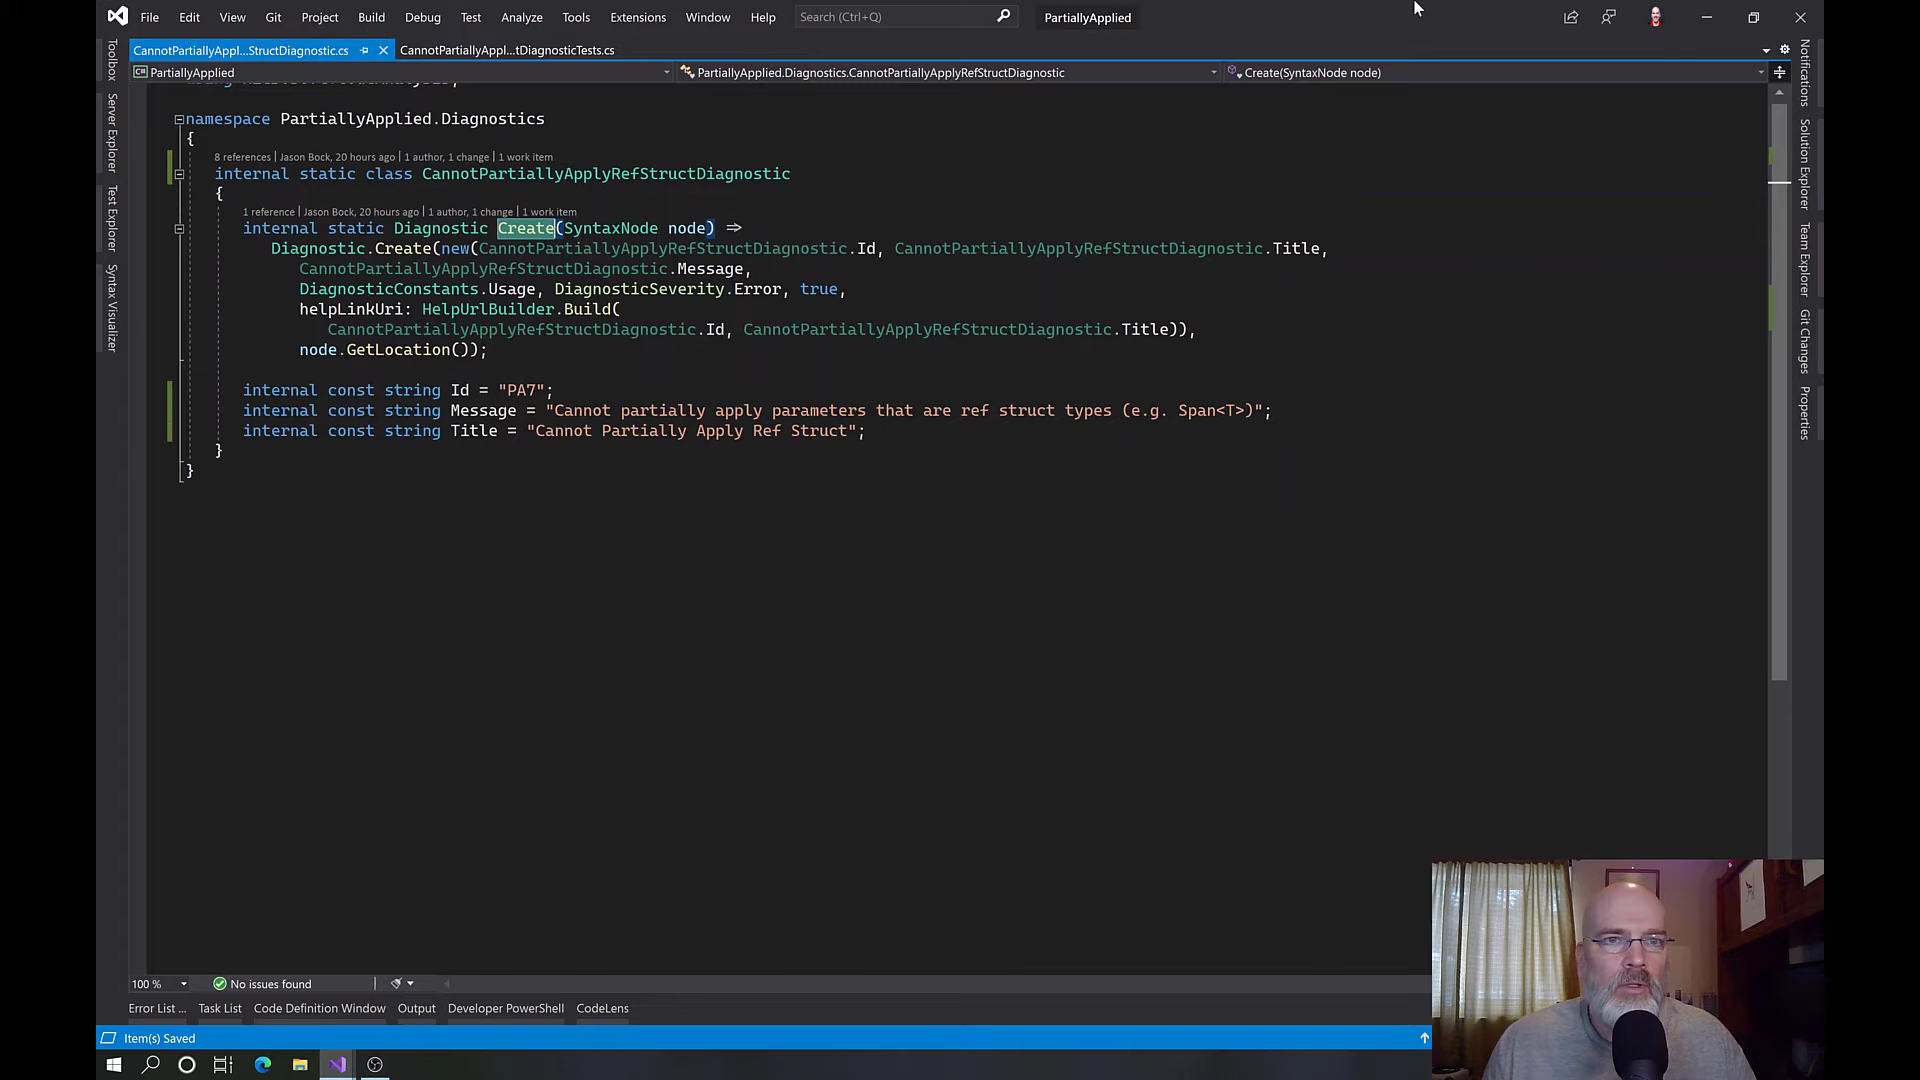 File Edit View Git Project Build Debug Test Analyze Tools Extensions Window Help Search (Ctrl+Q) PartiallyApplied
CannotPartiallyAppl...StructDiagnostic.cs CannotPartiallyAppl...tDiagnosticTests.cs
PartiallyApplied PartiallyApplied.Diagnostics.CannotPartiallyApplyRefStructDiagnostic Create(SyntaxNode node)
Toolbox
Server Explorer
Test Explorer
Syntax Visualizer
namespace PartiallyApplied.Diagnostics
{
8 references | Jason Bock, 20 hours ago | 1 author, 1 change | 1 work item
internal static class CannotPartiallyApplyRefStructDiagnostic
{
1 reference | Jason Bock, 20 hours ago | 1 author, 1 change | 1 work item
internal static Diagnostic Create(SyntaxNode node) =>
Diagnostic.Create(new(CannotPartiallyApplyRefStructDiagnostic.Id, CannotPartiallyApplyRefStructDiagnostic.Title,
CannotPartiallyApplyRefStructDiagnostic.Message,
DiagnosticConstants.Usage, DiagnosticSeverity.Error, true,
helpLinkUri: HelpUrlBuilder.Build(
CannotPartiallyApplyRefStructDiagnostic.Id, CannotPartiallyApplyRefStructDiagnostic.Title)),
node.GetLocation());
internal const string Id = "PA7";
internal const string Message = "Cannot partially apply parameters that are ref struct types (e.g. Span<T>)";
internal const string Title = "Cannot Partially Apply Ref Struct";
}
}
Notifications
Solution Explorer
Team Explorer
Git Changes
Properties
100 % No issues found
Error List ... Task List Code Definition Window Output Developer PowerShell CodeLens
Item(s) Saved